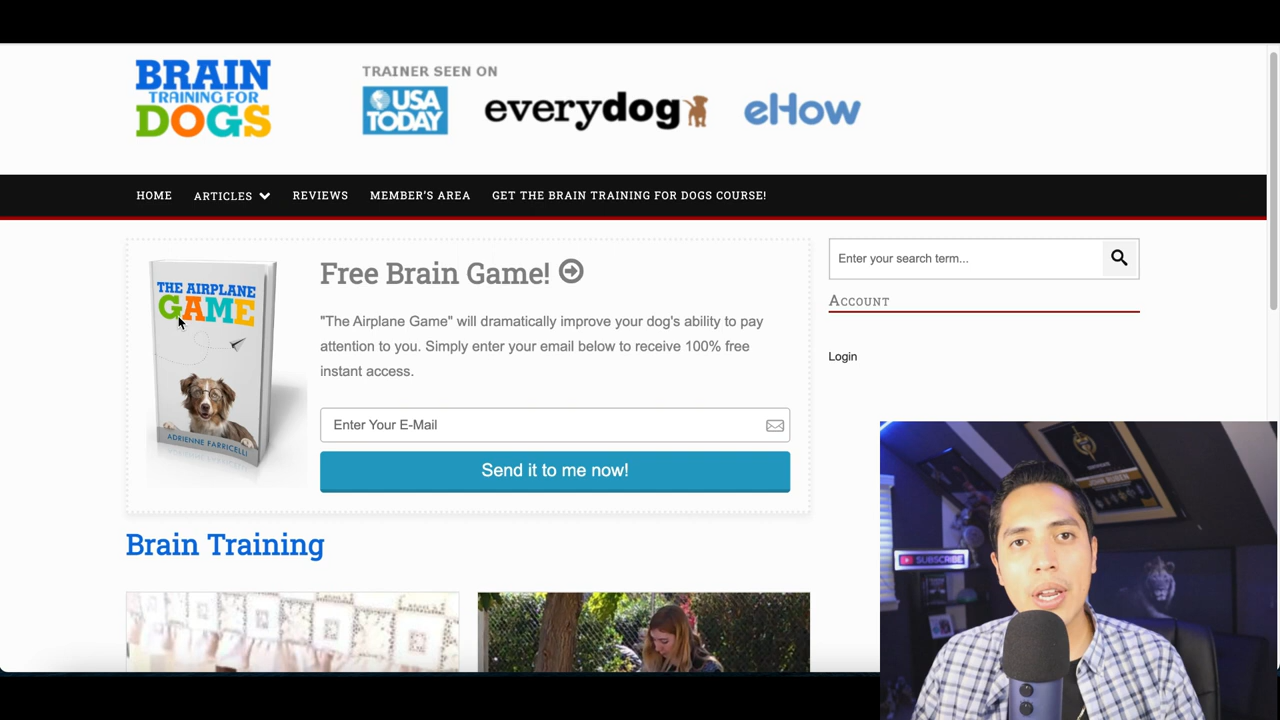 BRAIN
TRAINING FOR
DOGS
TRAINER SEEN ON
USA
TODAY
everydog
eHow
HOME
ARTICLES
REVIEWS
MEMBER'S AREA
GET THE BRAIN TRAINING FOR DOGS COURSE!
THE AIRPLANE
GAME
ADRIENNE FARRICELLI
Free Brain Game!
"The Airplane Game" will dramatically improve your dog's ability to pay
attention to you. Simply enter your email below to receive 100% free
instant access.
Enter Your E-Mail
Send it to me now!
Enter your search term...
Account
Login
Brain Training
SUBSCRIBE
JOHN RUBEN